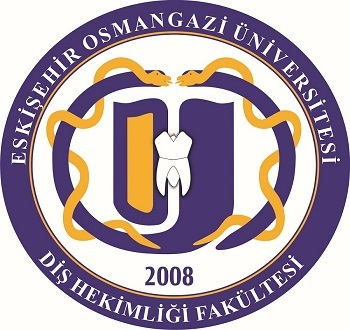 ESKİŞEHİR OSMANGAZİ ÜNİVERSİTESİ
2008
DİŞ HEKİMLİĞİ FAKÜLTESİ